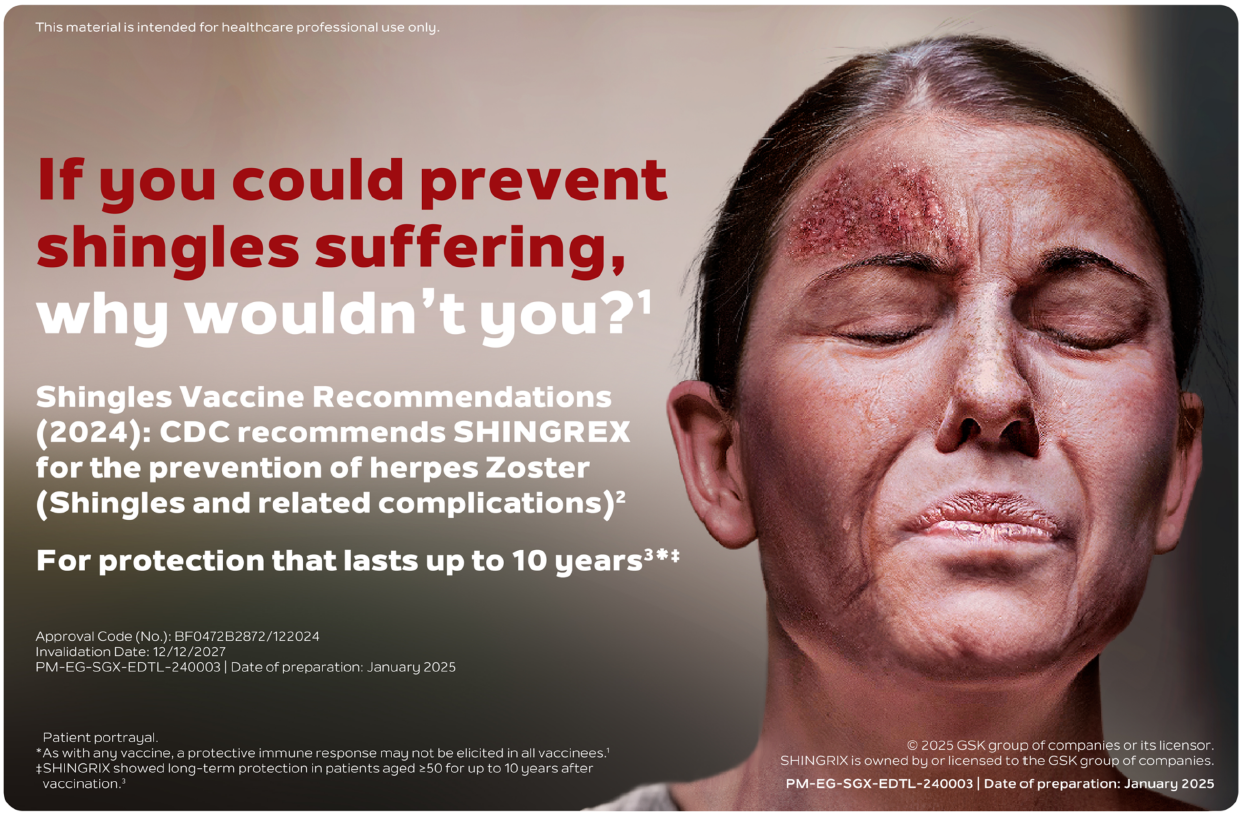 This material is intended for healthcare professional use only.
If you could prevent
shingles suffering,
why wouldn't you?¹
Shingles Vaccine Recommendations
(2024): CDC recommends SHINGREX
for the prevention of herpes Zoster
(Shingles and related complications)²
For protection that lasts up to 10 years³*‡
Approval Code (No.): BF0472B2872/122024
Invalidation Date: 12/12/2027
PM-EG-SGX-EDTL-240003 | Date of preparation: January 2025
Patient portrayal.
*As with any vaccine, a protective immune response may not be elicited in all vaccinees.¹
‡SHINGRIX showed long-term protection in patients aged ≥50 for up to 10 years after
vaccination.³
© 2025 GSK group of companies or its licensor.
SHINGRIX is owned by or licensed to the GSK group of companies.
PM-EG-SGX-EDTL-240003 | Date of preparation: January 2025